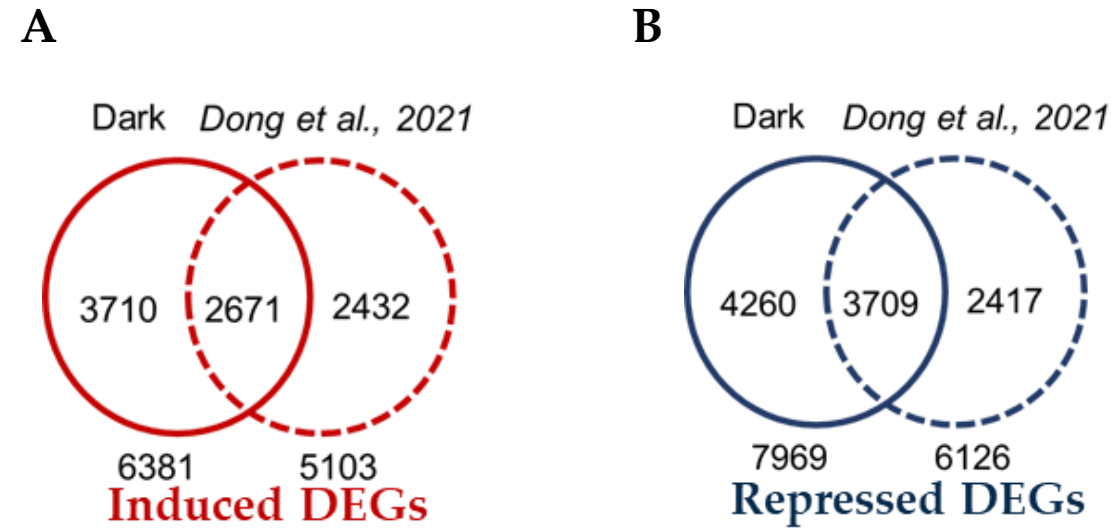 A
Dark Dong et al., 2021
3710 2671 2432
6381 5103
Induced DEGs
B
Dark Dong et al., 2021
4260 3709 2417
7969 6126
Repressed DEGs